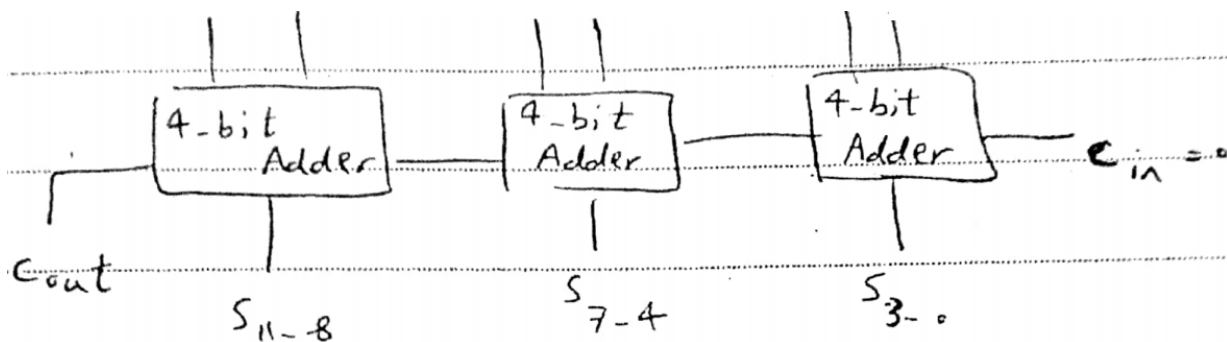 4-bit
Adder
4-bit
Adder
4-bit
Adder
Cin = 0
Cout
S11-8
S7-4
S3-0